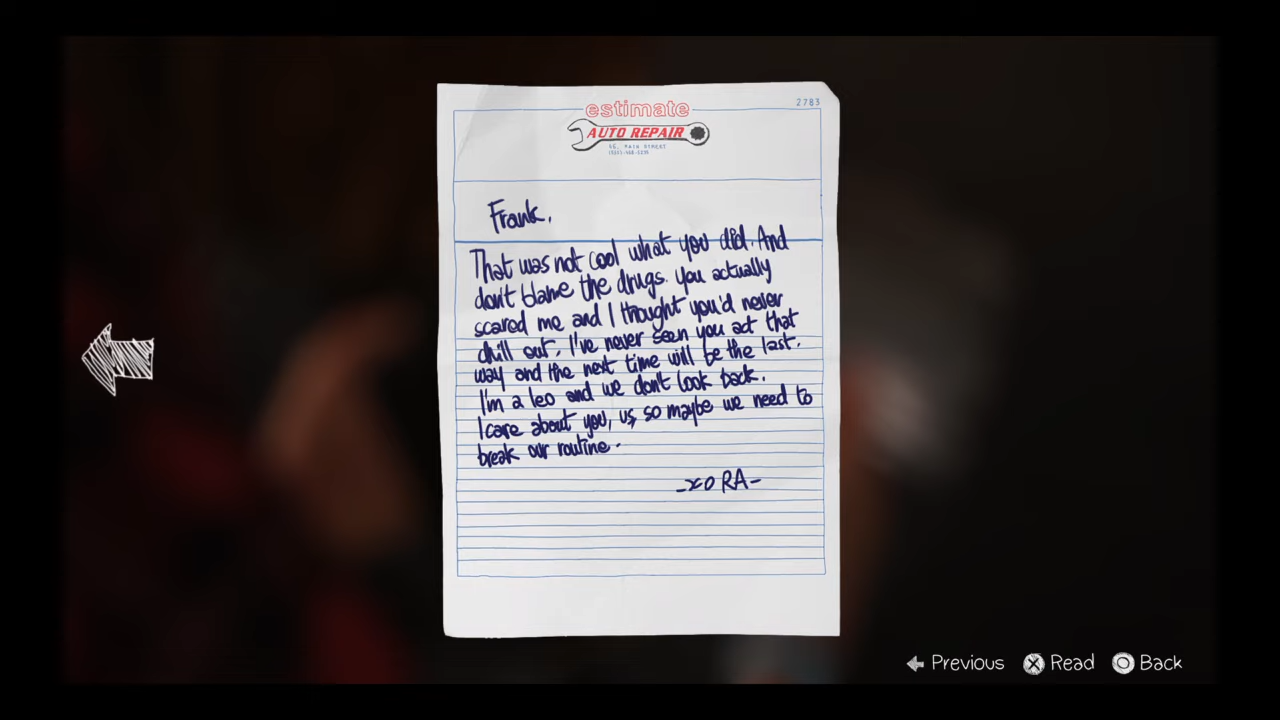 estimate
2783
AUTO REPAIR
Frank,
That was not cool what you did. And
don't blame the drugs. You actually
scared me and I thought you'd never
chill out. I've never seen you act that
way and the next time will be the last.
I'm a leo and we don't look back.
I care about you, us, so maybe we need to
break our routine.
-xo RA-
Previous
Read
Back